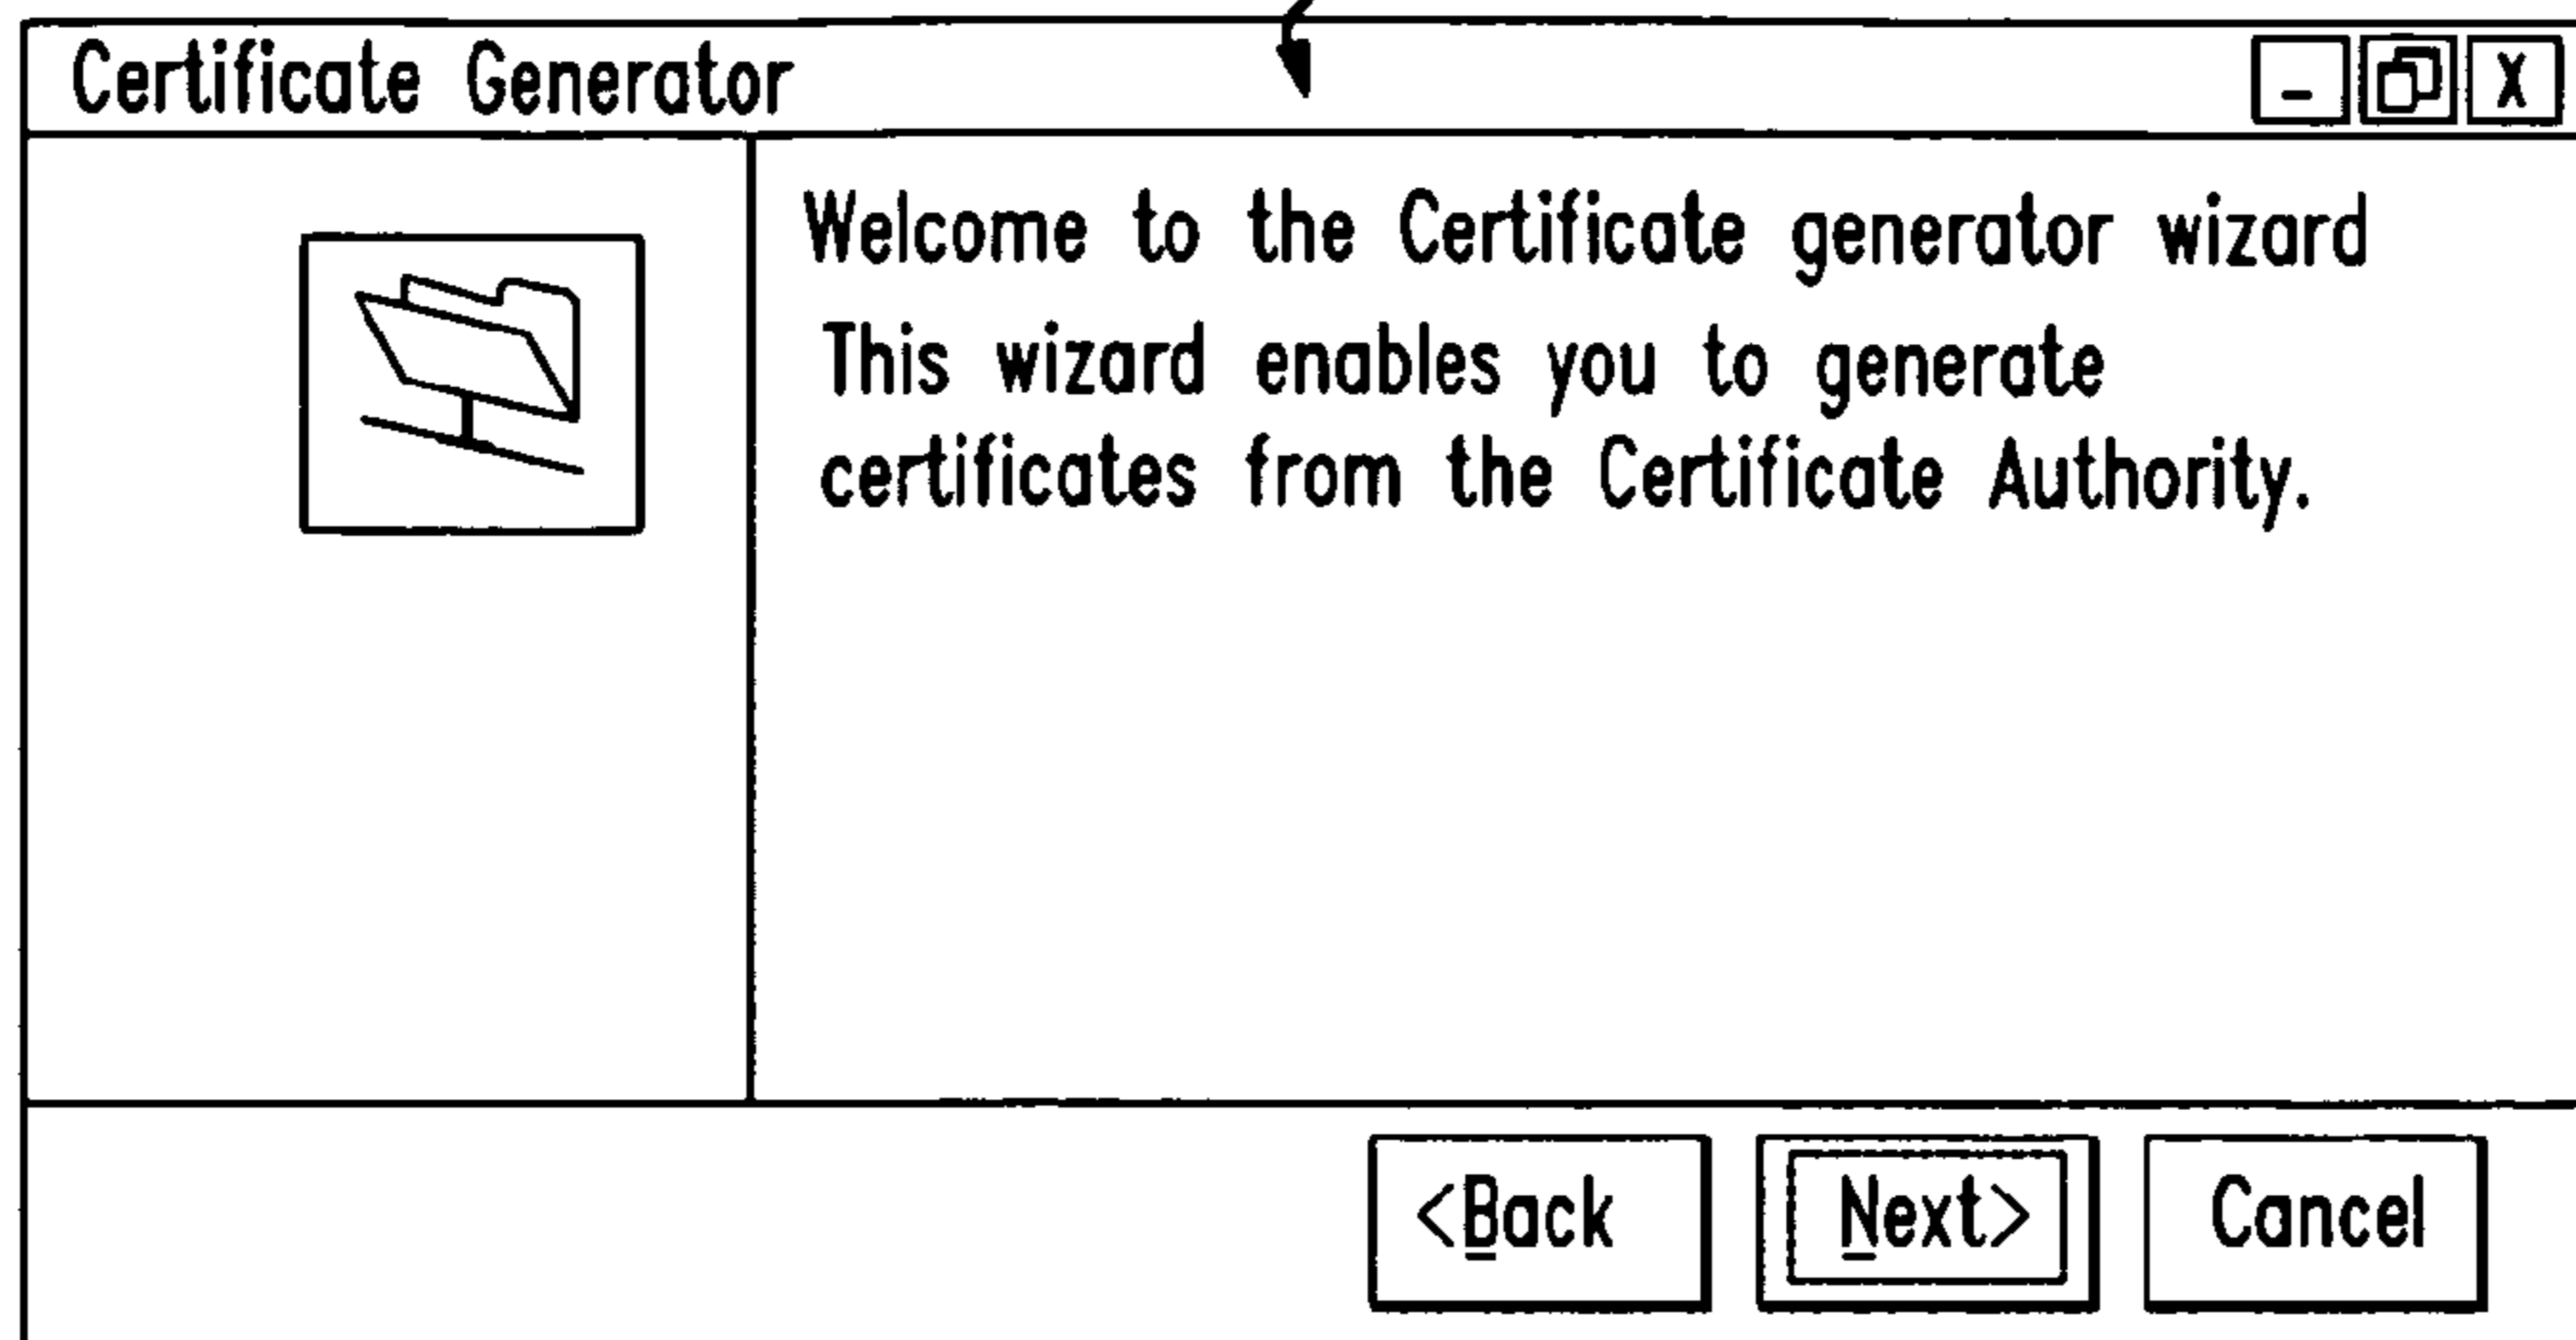 Certificate Generator
X
Welcome to the Certificate generator wizard
This wizard enables you to generate
certificates from the Certificate Authority.
<Back Next> Cancel